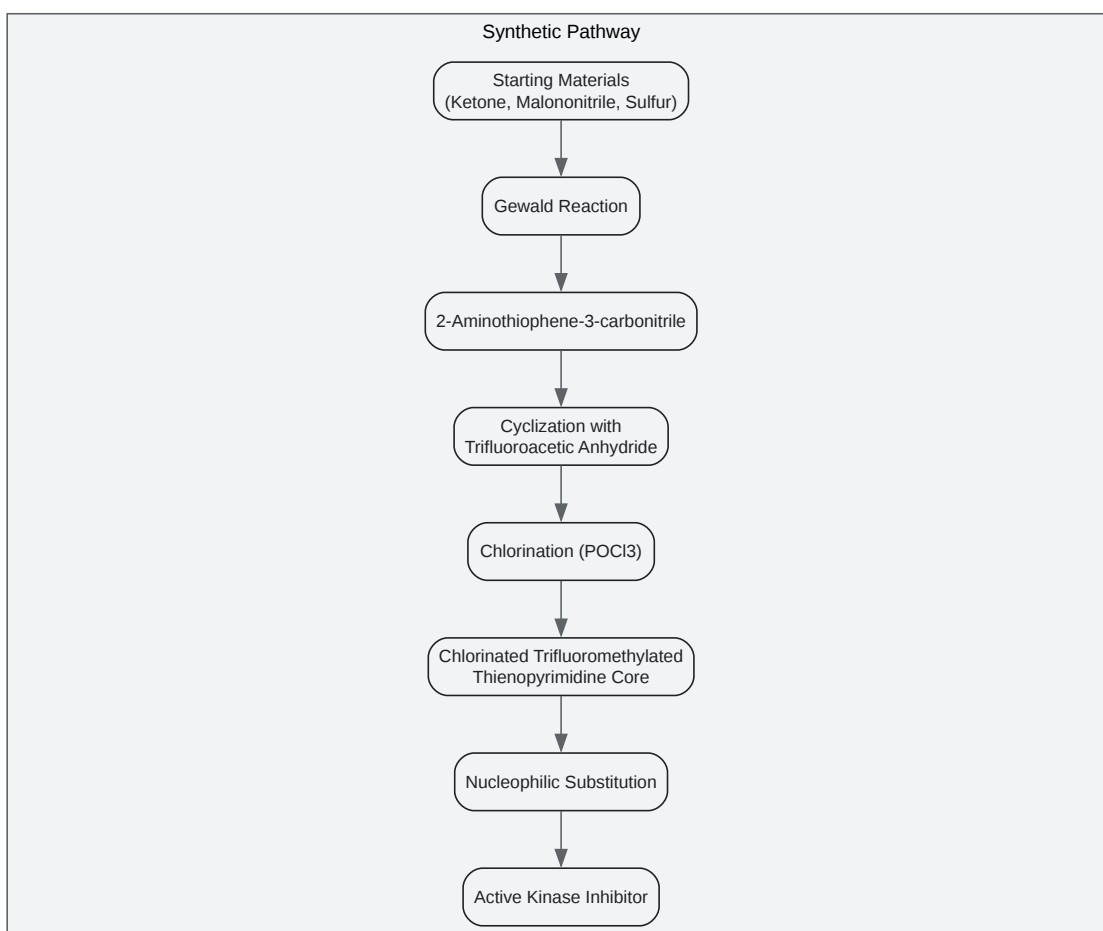 Synthetic Pathway
Starting Materials
(Ketone, Malononitrile, Sulfur)
Gewald Reaction
2-Aminothiophene-3-carbonitrile
Cyclization with
Trifluoroacetic Anhydride
Chlorination (POCl3)
Chlorinated Trifluoromethylated
Thienopyrimidine Core
Nucleophilic Substitution
Active Kinase Inhibitor